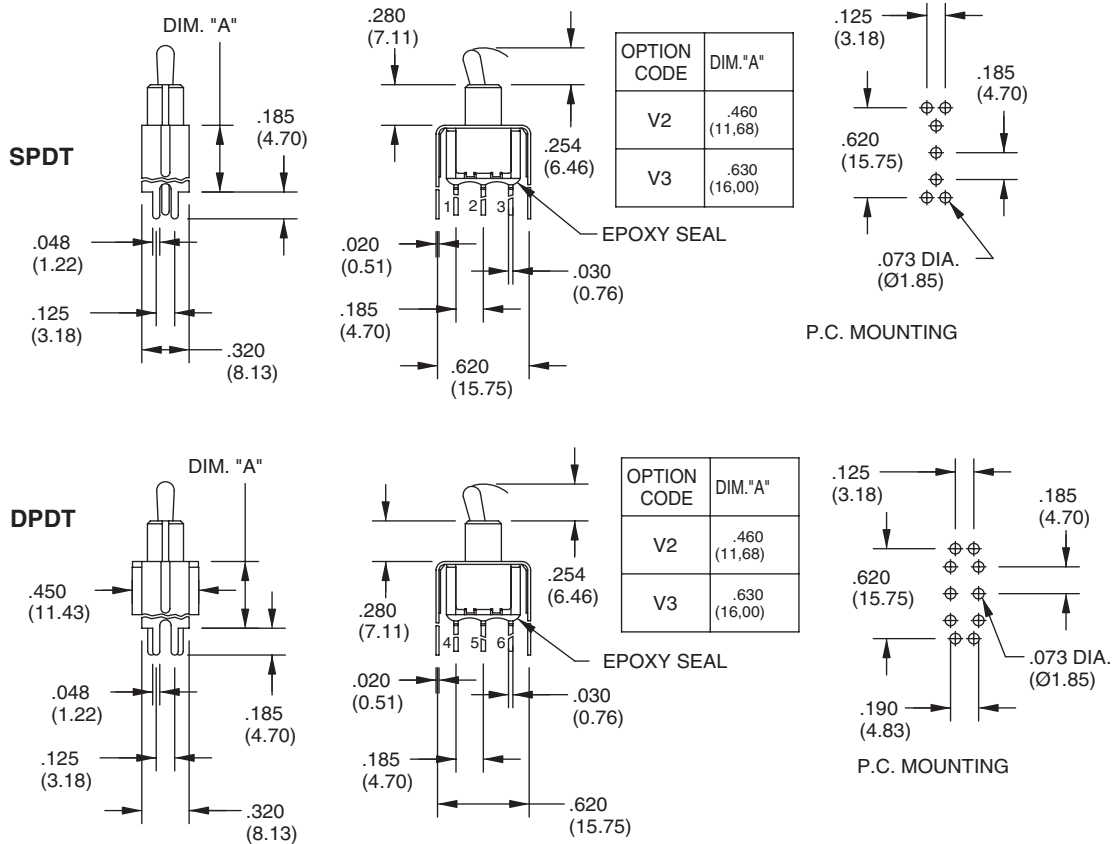 SPDT
DIM. "A"
.185
(4.70)
.048
(1.22)
.125
(3.18)
.320
(8.13)
.280
(7.11)
.254
(6.46)
1 2 3
EPOXY SEAL
.020
(0.51)
.030
(0.76)
.185
(4.70)
.620
(15.75)
OPTION CODE DIM."A"
V2 .460 (11,68)
V3 .630 (16,00)
.125
(3.18)
.185
(4.70)
.620
(15.75)
.073 DIA.
(Ø1.85)
P.C. MOUNTING
DPDT
DIM. "A"
.450
(11.43)
.048
(1.22)
.185
(4.70)
.125
(3.18)
.320
(8.13)
.254
(6.46)
.280
(7.11)
4 5 6
EPOXY SEAL
.020
(0.51)
.030
(0.76)
.185
(4.70)
.620
(15.75)
OPTION CODE DIM."A"
V2 .460 (11,68)
V3 .630 (16,00)
.125
(3.18)
.185
(4.70)
.620
(15.75)
.073 DIA.
(Ø1.85)
.190
(4.83)
P.C. MOUNTING